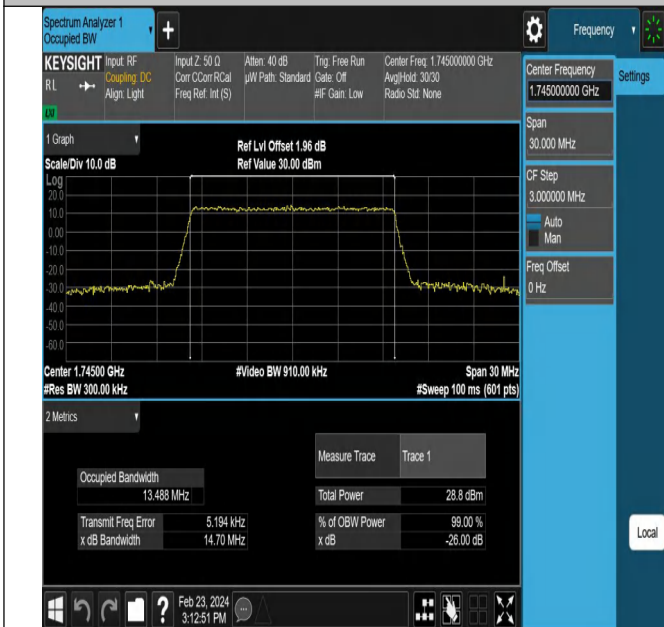 Spectrum Analyzer 1
Occupied BW
+
Frequency
KEYSIGHT
RL
LXI
Input: RF
Coupling: DC
Align: Light
Input Z: 50 Ω
Corr CCorr RCal
Freq Ref: Int (S)
Atten: 40 dB
µW Path: Standard
Trig: Free Run
Gate: Off
#IF Gain: Low
Center Freq: 1.745000000 GHz
Avg|Hold: 30/30
Radio Std: None
Center Frequency
1.745000000 GHz
Settings
Span
30.000 MHz
CF Step
3.000000 MHz
Auto
Man
Freq Offset
0 Hz
1 Graph
Scale/Div 10.0 dB
Ref Lvl Offset 1.96 dB
Ref Value 30.00 dBm
Log
20.0
10.0
0.00
-10.0
-20.0
-30.0
-40.0
-50.0
-60.0
Center 1.74500 GHz
#Res BW 300.00 kHz
#Video BW 910.00 kHz
Span 30 MHz
#Sweep 100 ms (601 pts)
2 Metrics
Measure Trace Trace 1
Occupied Bandwidth
13.488 MHz
Total Power 28.8 dBm
Transmit Freq Error 5.194 kHz
% of OBW Power 99.00 %
x dB Bandwidth 14.70 MHz
x dB -26.00 dB
Local
?
Feb 23, 2024
3:12:51 PM